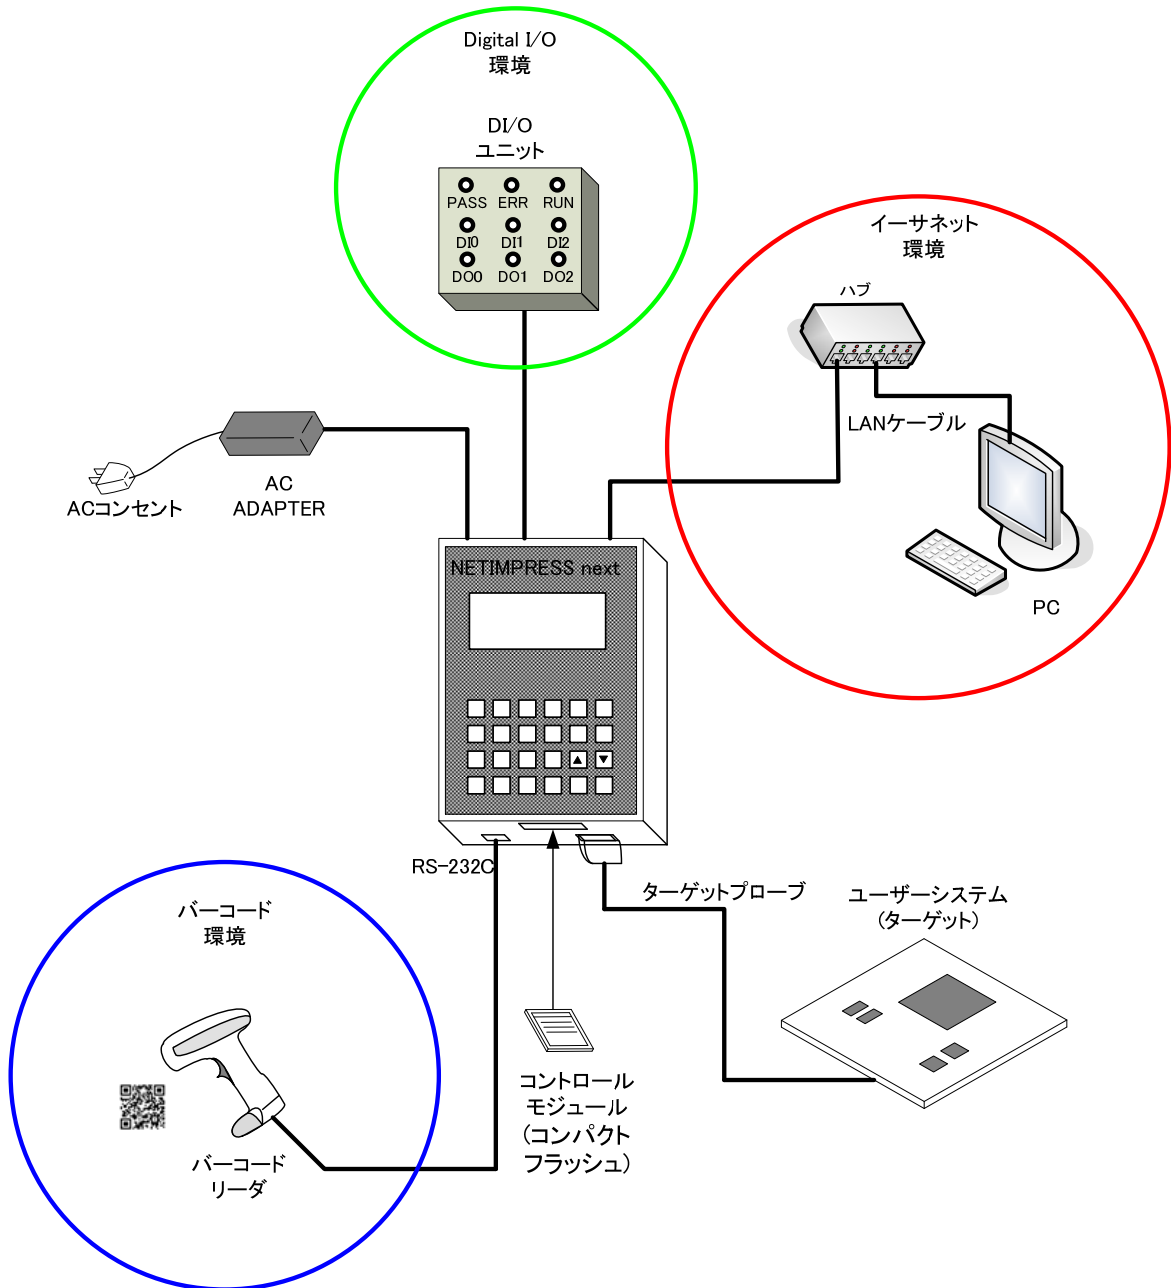 Digital I/O
環境
DI/O
ユニット
PASS ERR RUN
DI0 DI1 DI2
DO0 DO1 DO2
イーサネット
環境
ハブ
LANケーブル
PC
ACコンセント
AC
ADAPTER
NETIMPRESS next
▲ ▼
RS-232C
ターゲットプローブ
ユーザーシステム
(ターゲット)
バーコード
環境
バーコード
リーダ
コントロール
モジュール
(コンパクト
フラッシュ)